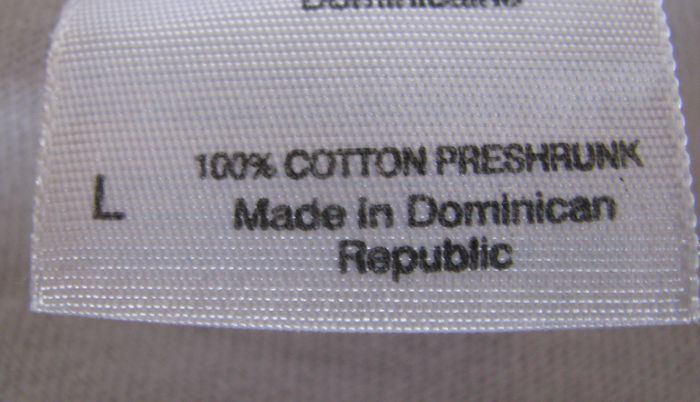 100% COTTON PRESHRUNK
L
Made in Dominican
Republic